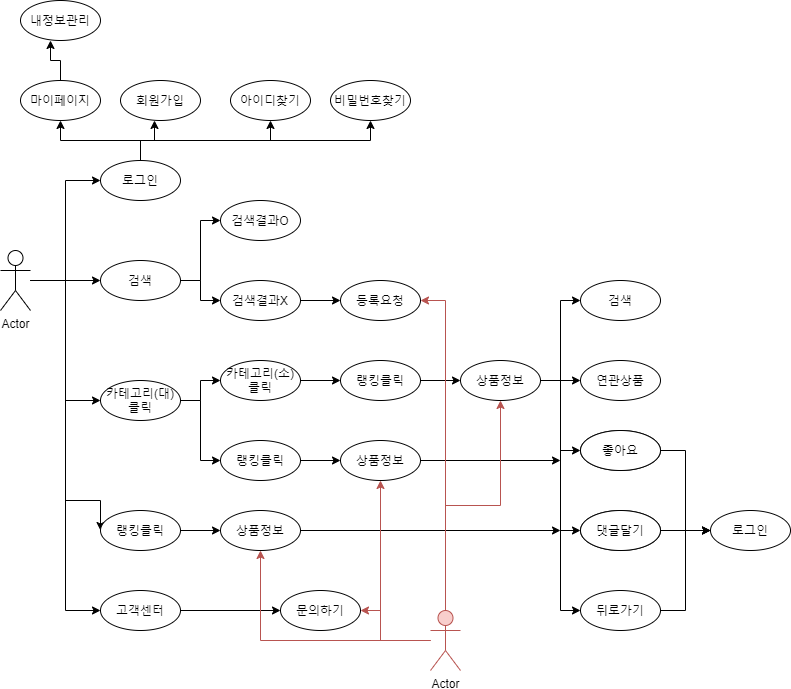 내정보관리
마이페이지
회원가입
아이디찾기
비밀번호찾기
로그인
검색결과O
검색
검색결과X
등록요청
검색
Actor
카테고리(대)
클릭
카테고리(소)
클릭
랭킹클릭
상품정보
연관상품
랭킹클릭
상품정보
좋아요
랭킹클릭
상품정보
댓글달기
로그인
고객센터
문의하기
뒤로가기
Actor